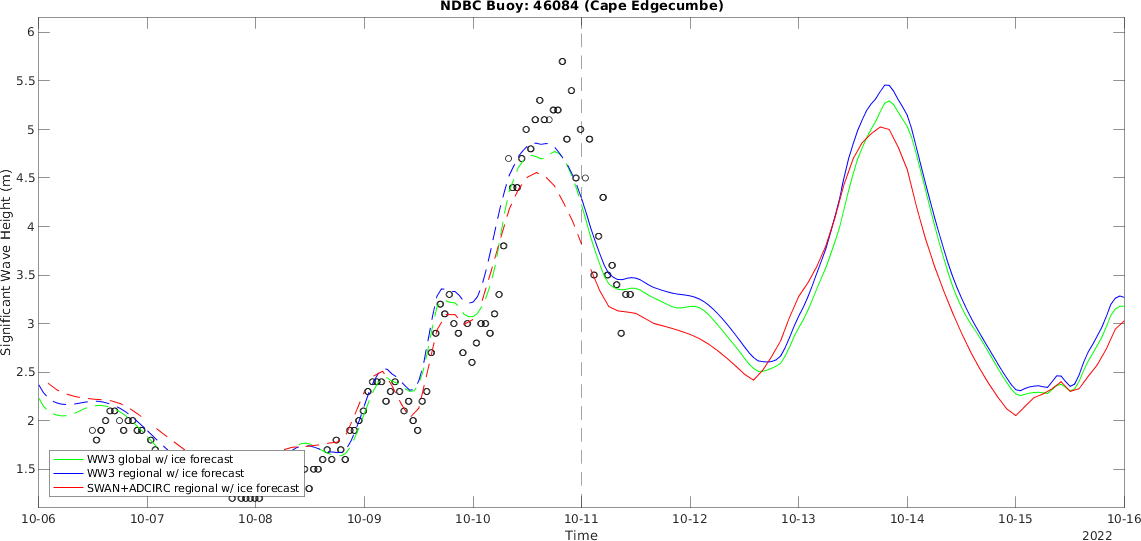 NDBC Buoy: 46084 (Cape Edgecumbe)
Significant Wave Height (m)
6
5.5
5
4.5
4
3.5
3
2.5
2
1.5
WW3 global w/ ice forecast
WW3 regional w/ ice forecast
SWAN+ADCIRC regional w/ ice forecast
10-06 10-07 10-08 10-09 10-10 10-11 10-12 10-13 10-14 10-15 10-16
Time
2022